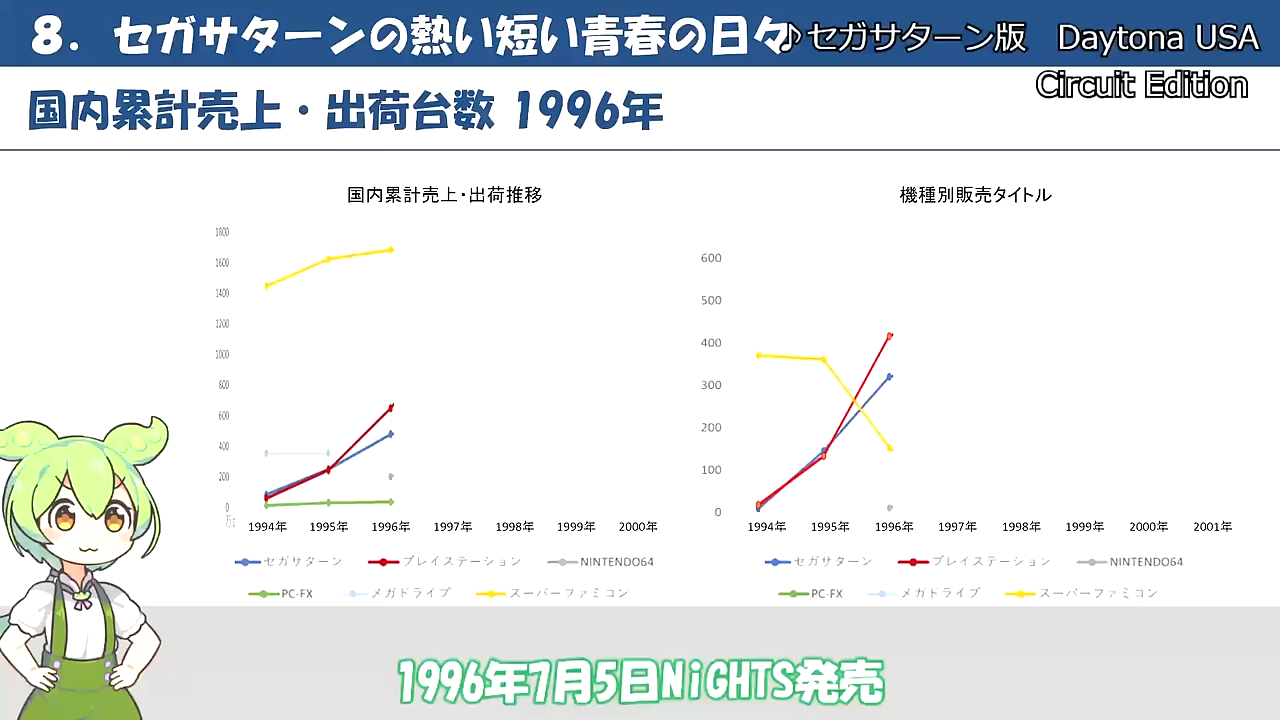 8．セガサターンの熱い短い青春の日々
♪セガサターン版　Daytona USA
Circuit Edition
国内累計売上・出荷台数 1996年
国内累計売上・出荷推移
1800
1600
1400
1200
1000
800
600
400
200
0
1994年 1995年 1996年 1997年 1998年 1999年 2000年
セガサターン プレイステーション NINTENDO64
PC-FX メガドライブ スーパーファミコン
機種別販売タイトル
600
500
400
300
200
100
0
1994年 1995年 1996年 1997年 1998年 1999年 2000年 2001年
セガサターン プレイステーション NINTENDO64
PC-FX メガドライブ スーパーファミコン
1996年7月5日NiGHTS発売